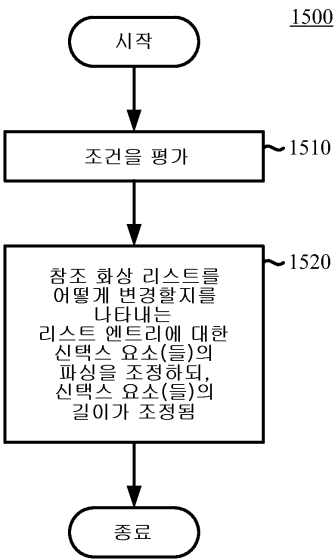 1500
시작
조건을 평가
1510
1520
참조 화상 리스트를
어떻게 변경할지를
나타내는
리스트 엔트리에 대한
신택스 요소(들)의
파싱을 조정하되,
신택스 요소(들)의
길이가 조정됨
종료